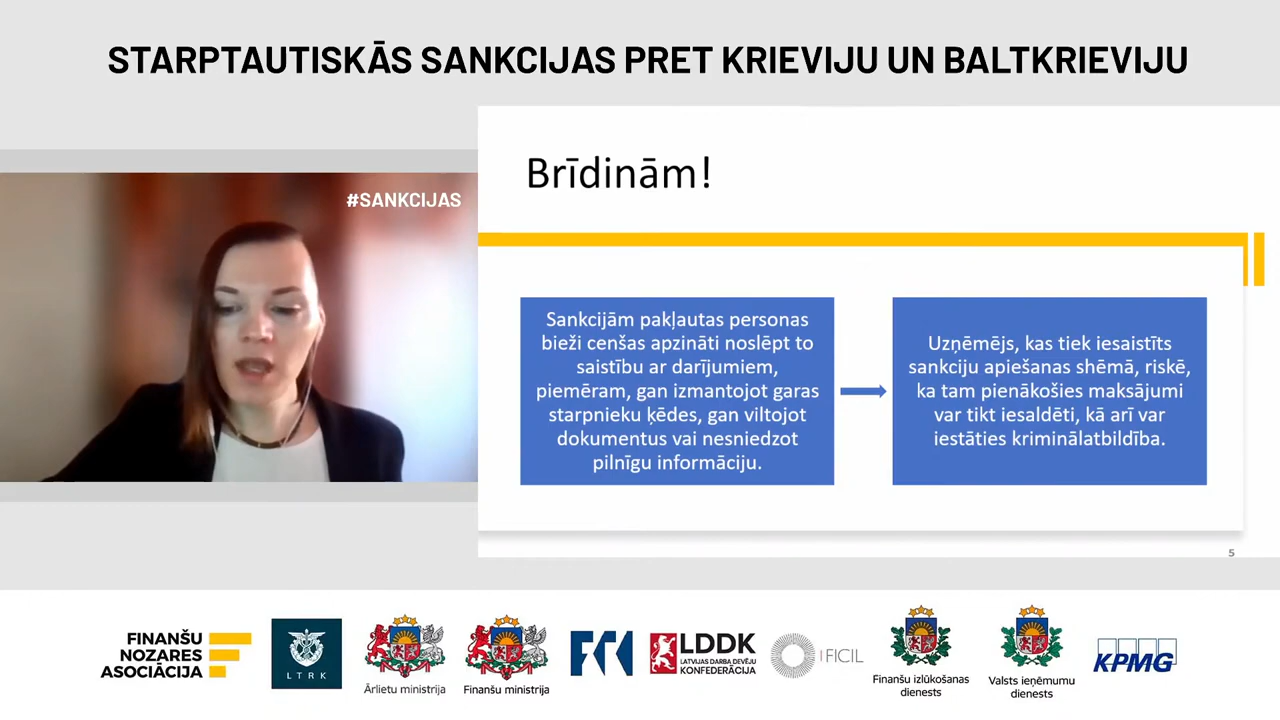 STARPTAUTISKĀS SANKCIJAS PRET KRIEVIJU UN BALTKRIEVIJU
#SANKCIJAS
Brīdinām!
Sankcijām pakļautas personas
bieži cenšas apzināti noslēpt to
saistību ar darījumiem,
piemēram, gan izmantojot garas
starpnieku ķēdes, gan viltojot
dokumentus vai nesniedzot
pilnīgu informāciju.
Uzņēmējs, kas tiek iesaistīts
sankciju apiešanas shēmā, riskē,
ka tam pienākošies maksājumi
var tikt iesaldēti, kā arī var
iestāties kriminālatbildība.
5
FINANŠU
NOZARES
ASOCIĀCIJA
LTRK
Ārlietu ministrija
Finanšu ministrija
LDDK
LATVIJAS DARBA DEVĒJU
KONFEDERĀCIJA
FICIL
Finanšu izlūkošanas
dienests
Valsts ieņēmumu
dienests
KPMG